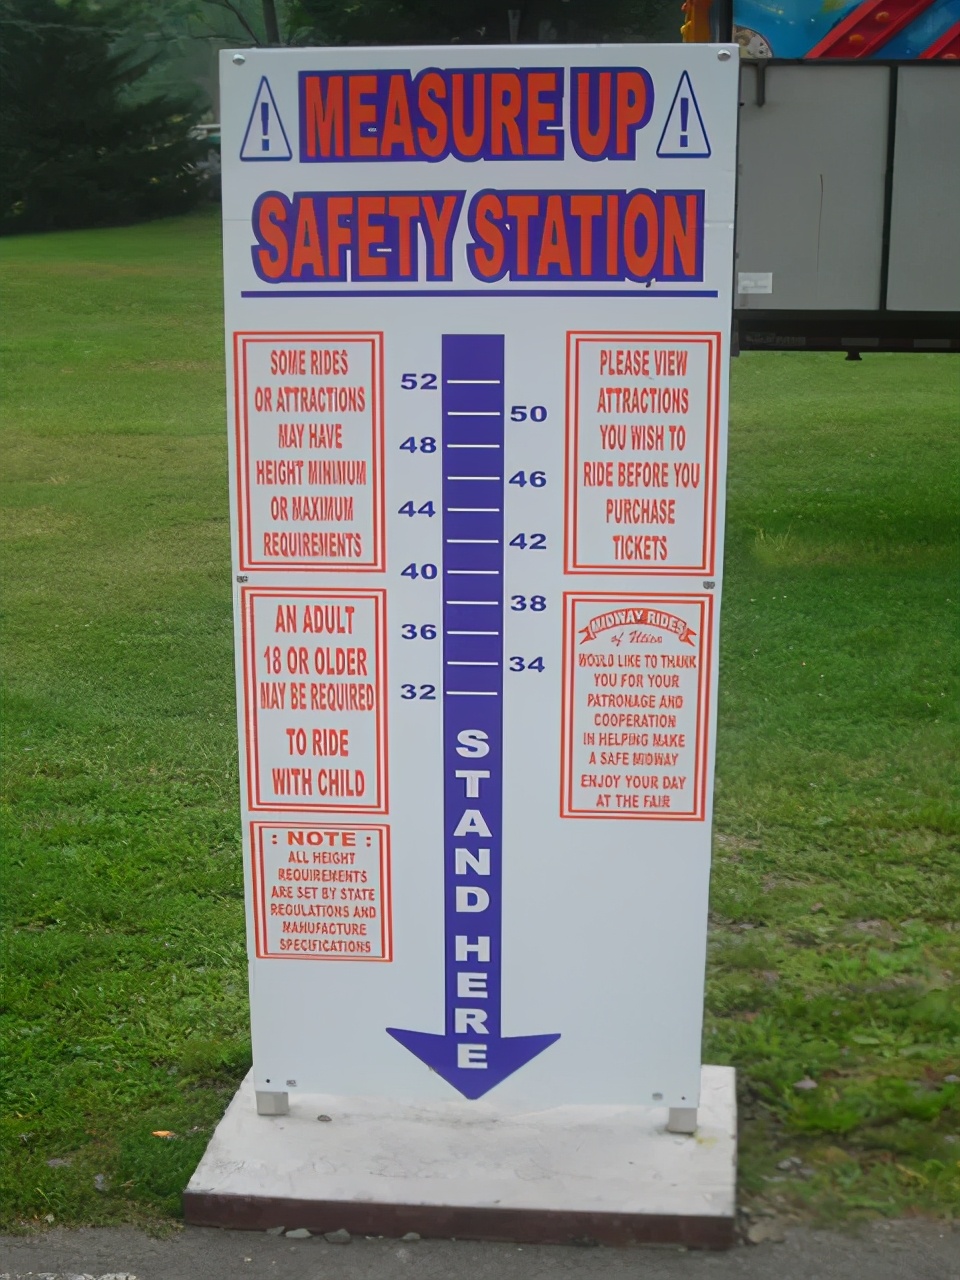 ! MEASURE UP !
SAFETY STATION
SOME RIDES
OR ATTRACTIONS
MAY HAVE
HEIGHT MINIMUM
OR MAXIMUM
REQUIREMENTS
AN ADULT
18 OR OLDER
MAY BE REQUIRED
TO RIDE
WITH CHILD
: NOTE :
ALL HEIGHT
REQUIREMENTS
ARE SET BY STATE
REGULATIONS AND
MANUFACTURE
SPECIFICATIONS
52
50
48
46
44
42
40
38
36
34
32
STAND HERE
PLEASE VIEW
ATTRACTIONS
YOU WISH TO
RIDE BEFORE YOU
PURCHASE
TICKETS
MIDWAY RIDES
of Utica
WOULD LIKE TO THANK
YOU FOR YOUR
PATRONAGE AND
COOPERATION
IN HELPING MAKE
A SAFE MIDWAY
ENJOY YOUR DAY
AT THE FAIR